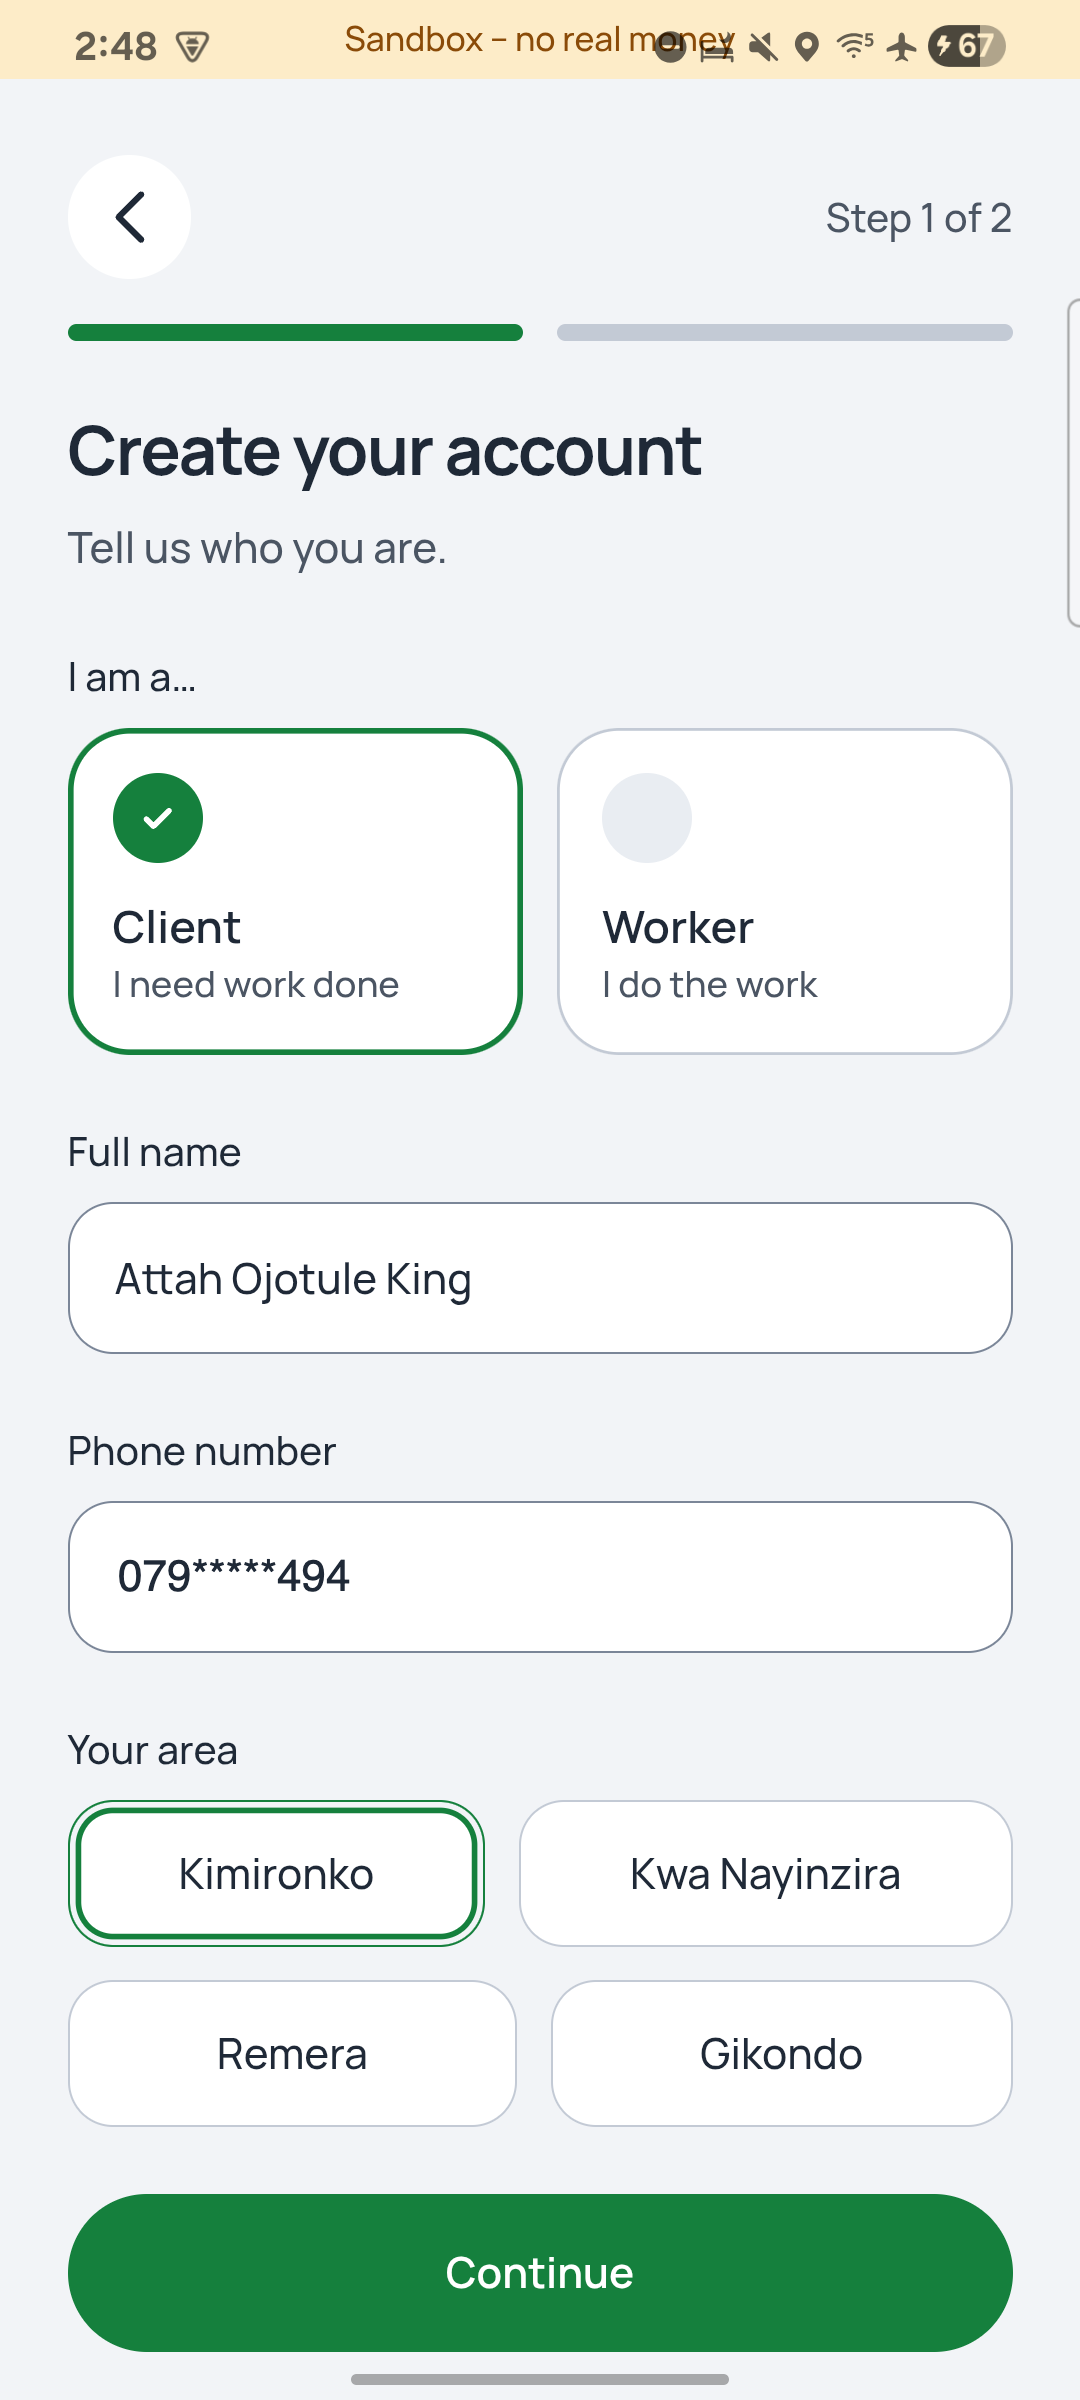 2:48
Sandbox – no real money
5
67
Step 1 of 2
Create your account
Tell us who you are.
I am a...
Client
I need work done
Worker
I do the work
Full name
Attah Ojotule King
Phone number
079*****494
Your area
Kimironko
Kwa Nayinzira
Remera
Gikondo
Continue